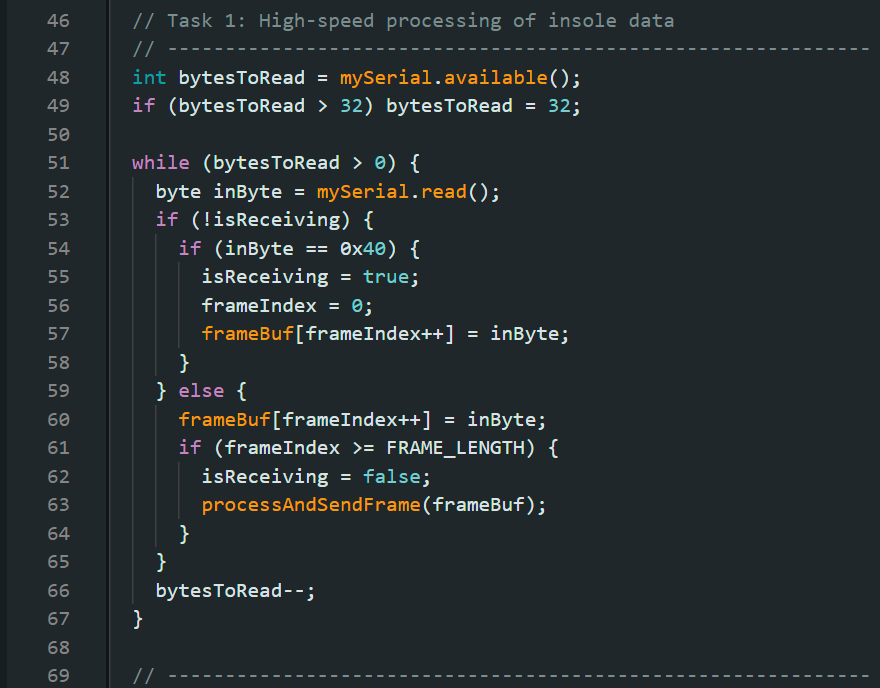 46 // Task 1: High-speed processing of insole data
47 // -------------------------------------------------------------
48 int bytesToRead = mySerial.available();
49 if (bytesToRead > 32) bytesToRead = 32;
50
51 while (bytesToRead > 0) {
52 byte inByte = mySerial.read();
53 if (!isReceiving) {
54 if (inByte == 0x40) {
55 isReceiving = true;
56 frameIndex = 0;
57 frameBuf[frameIndex++] = inByte;
58 }
59 } else {
60 frameBuf[frameIndex++] = inByte;
61 if (frameIndex >= FRAME_LENGTH) {
62 isReceiving = false;
63 processAndSendFrame(frameBuf);
64 }
65 }
66 bytesToRead--;
67 }
68
69 // -------------------------------------------------------------